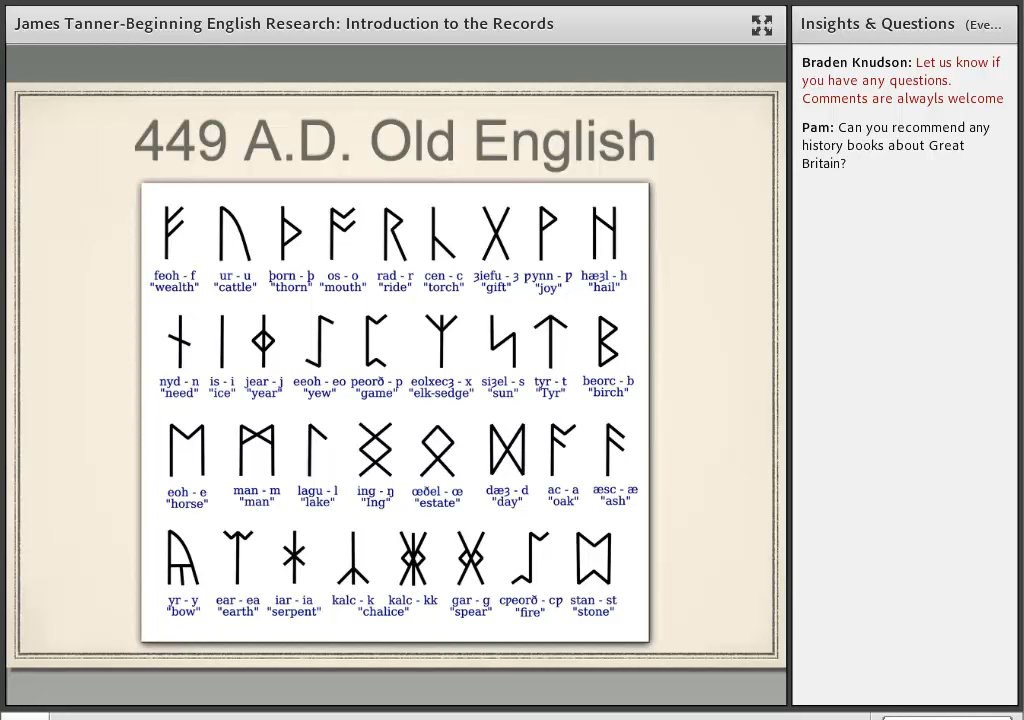 James Tanner-Beginning English Research: Introduction to the Records
449 A.D. Old English
feoh - f ur - u þorn - þ os - o rad - r cen - c ȝiefu - ȝ ƿynn - ƿ hæȝl - h
"wealth" "cattle" "thorn" "mouth" "ride" "torch" "gift" "joy" "hail"
nyd - n is - i jear - j eeoh - eo peorð - p eolxecȝ - x siȝel - s tyr - t beorc - b
"need" "ice" "year" "yew" "game" "elk-sedge" "sun" "Tyr" "birch"
eoh - e man - m lagu - l ing - ŋ œðel - œ dæȝ - d ac - a æsc - æ
"horse" "man" "lake" "Ing" "estate" "day" "oak" "ash"
yr - y ear - ea iar - ia kalc - k kalc - kk gar - g cƿeorð - cƿ stan - st
"bow" "earth" "serpent" "chalice" "spear" "fire" "stone"
Insights & Questions (Eve...
Braden Knudson: Let us know if
you have any questions.
Comments are alwayls welcome
Pam: Can you recommend any
history books about Great
Britain?